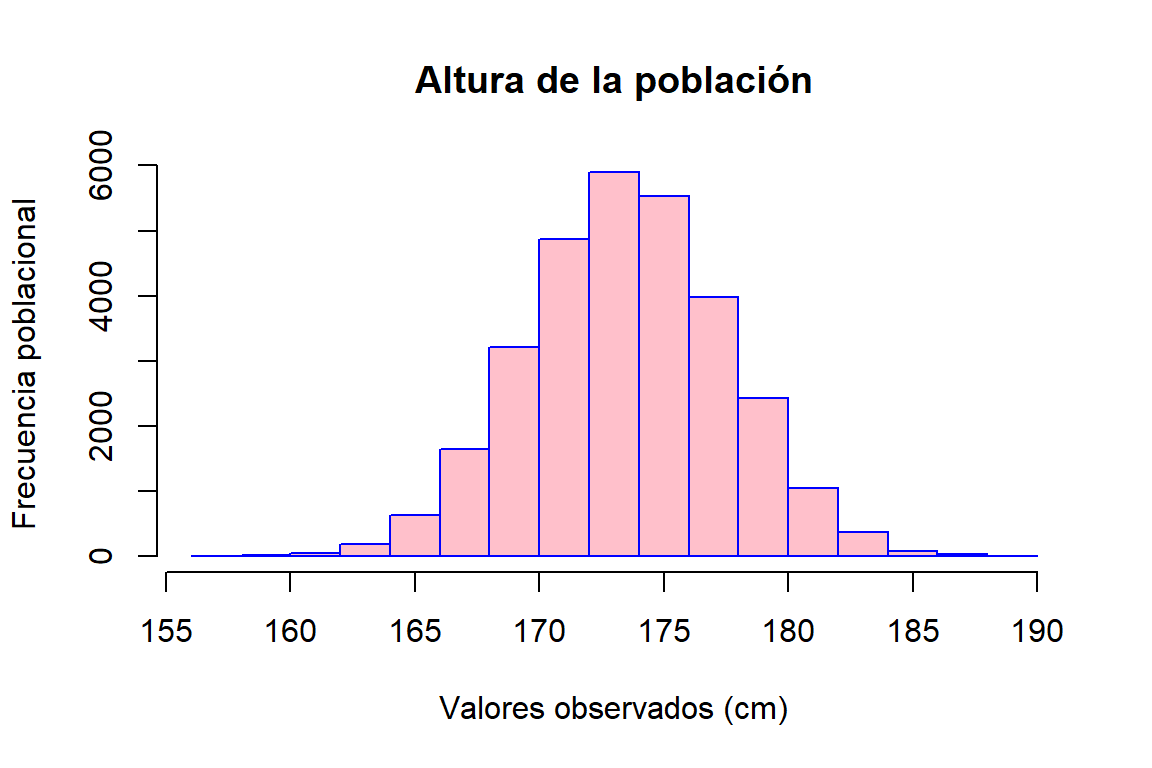 Altura de la población
Frecuencia poblacional
6000
4000
2000
0
155 160 165 170 175 180 185 190
Valores observados (cm)